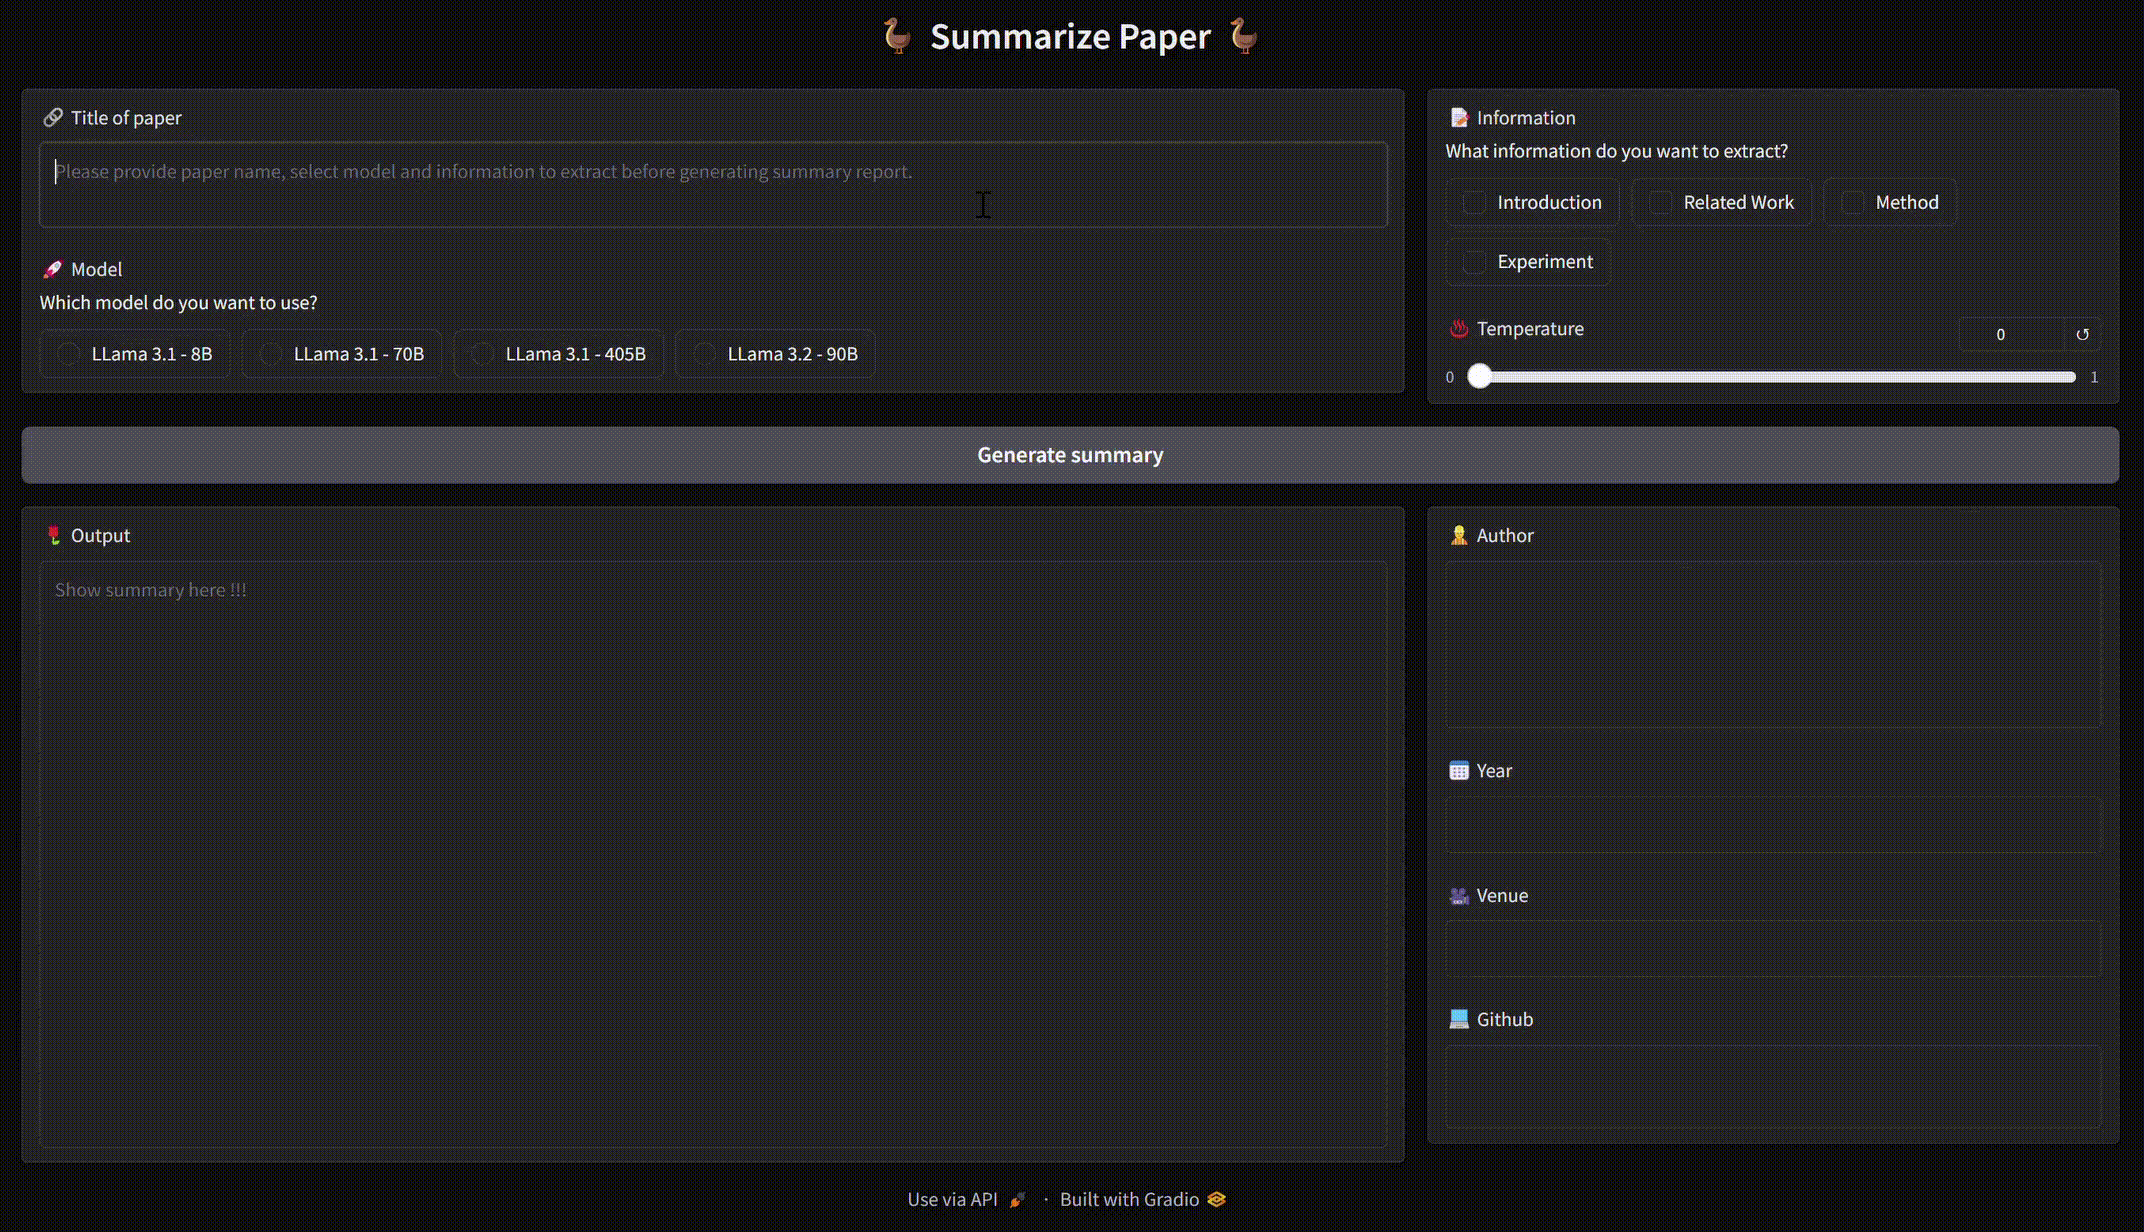 Summarize Paper
Title of paper
Please provide paper name, select model and information to extract before generating summary report.
Model
Which model do you want to use?
LLama 3.1 - 8B
LLama 3.1 - 70B
LLama 3.1 - 405B
LLama 3.2 - 90B
Information
What information do you want to extract?
Introduction
Related Work
Method
Experiment
Temperature
0
↺
0
1
Generate summary
Output
Show summary here !!!
Author
Year
Venue
Github
Use via API · Built with Gradio